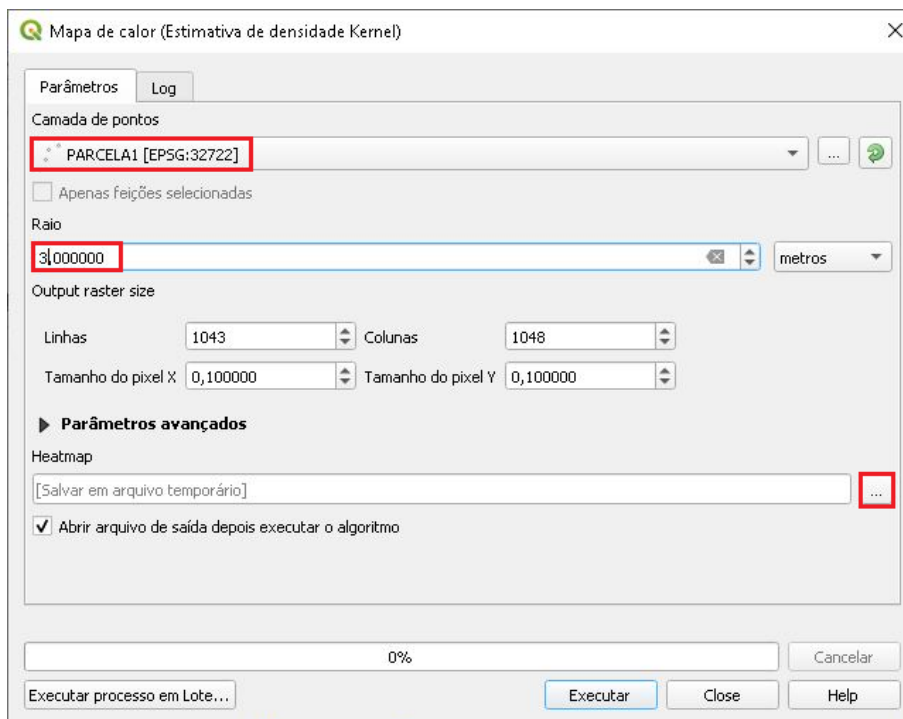 Mapa de calor (Estimativa de densidade Kernel)
Parâmetros Log
Camada de pontos
PARCELA1 [EPSG:32722]
...
Apenas feições selecionadas
Raio
3,000000 metros
Output raster size
Linhas 1043 Colunas 1048
Tamanho do pixel X 0,100000 Tamanho do pixel Y 0,100000
Parâmetros avançados
Heatmap
[Salvar em arquivo temporário] ...
Abrir arquivo de saída depois executar o algoritmo
0% Cancelar
Executar processo em Lote... Executar Close Help